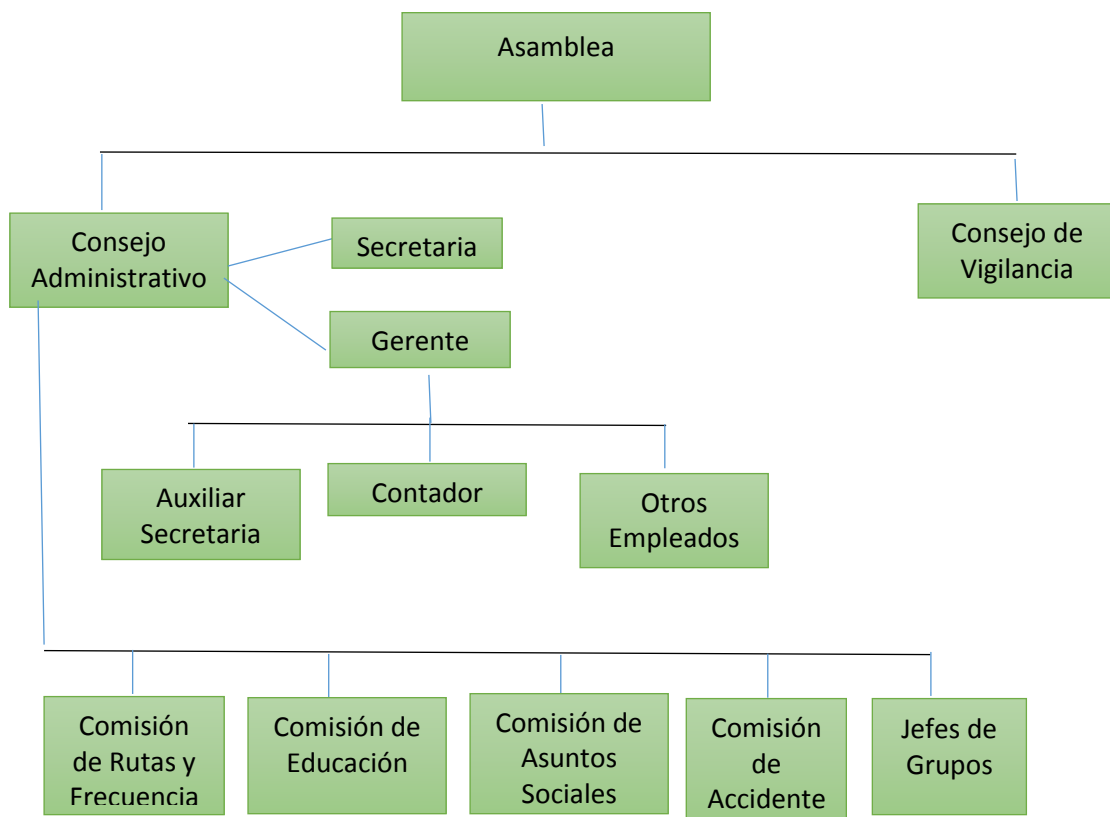 Asamblea
Consejo
Administrativo
Secretaria
Consejo de
Vigilancia
Gerente
Auxiliar
Secretaria
Contador
Otros
Empleados
Comisión
de Rutas y
Frecuencia
Comisión de
Educación
Comisión de
Asuntos
Sociales
Comisión
de
Accidente
Jefes de
Grupos